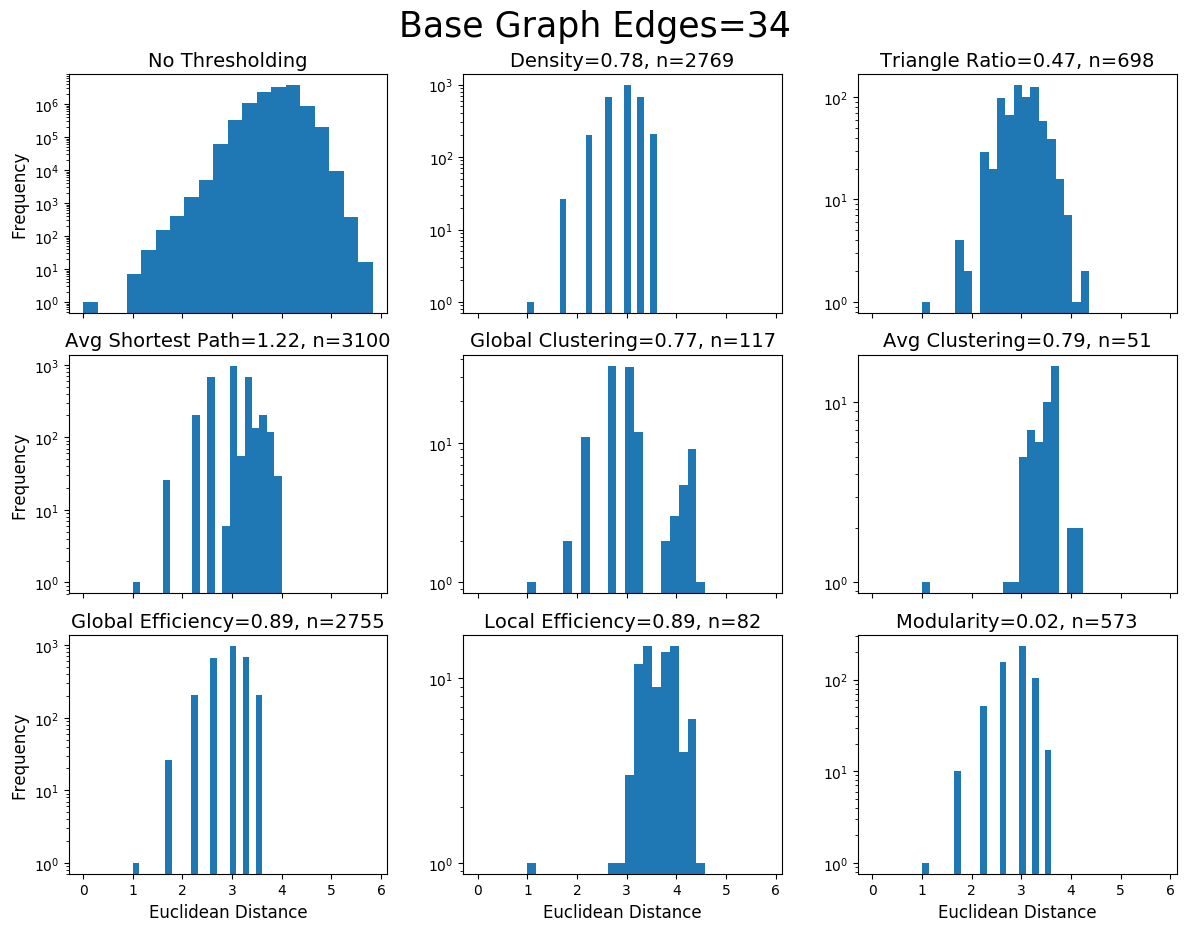 Base Graph Edges=34
No Thresholding
Density=0.78, n=2769
Triangle Ratio=0.47, n=698
Frequency
10⁰
10¹
10²
10³
10⁴
10⁵
10⁶
10⁰
10¹
10²
10³
10⁰
10¹
10²
Avg Shortest Path=1.22, n=3100
Global Clustering=0.77, n=117
Avg Clustering=0.79, n=51
Frequency
10⁰
10¹
10²
10³
10⁰
10¹
10⁰
10¹
Global Efficiency=0.89, n=2755
Local Efficiency=0.89, n=82
Modularity=0.02, n=573
Frequency
10⁰
10¹
10²
10³
10⁰
10¹
10⁰
10¹
10²
0 1 2 3 4 5 6
0 1 2 3 4 5 6
0 1 2 3 4 5 6
Euclidean Distance
Euclidean Distance
Euclidean Distance